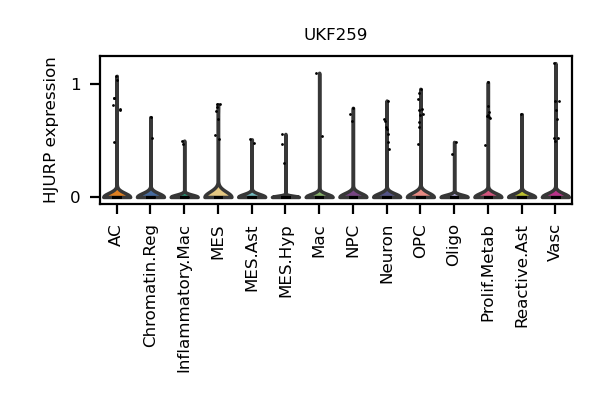 UKF259
HJURP expression
1
0
AC
Chromatin.Reg
Inflammatory.Mac
MES
MES.Ast
MES.Hyp
Mac
NPC
Neuron
OPC
Oligo
Prolif.Metab
Reactive.Ast
Vasc